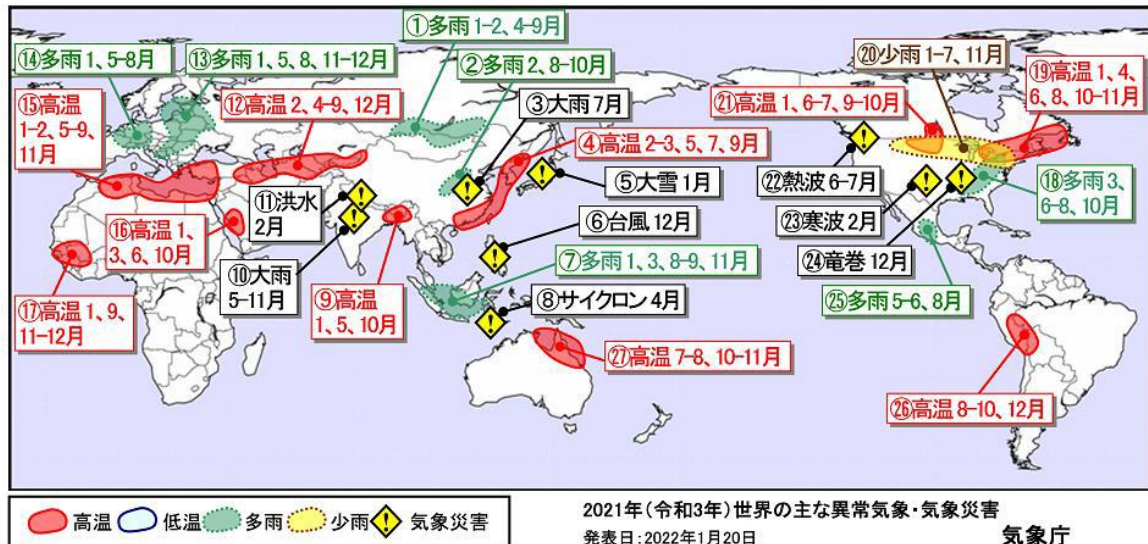 ①多雨 1-2、4-9月
②多雨 2、8-10月
③大雨 7月
④高温 2-3、5、7、9月
⑤大雪 1月
⑥台風 12月
⑦多雨 1、3、8-9、11月
⑧サイクロン 4月
⑨高温
1、5、10月
⑩大雨
5-11月
⑪洪水
2月
⑫高温 2、4-9、12月
⑬多雨 1、5、8、11-12月
⑭多雨 1、5-8月
⑮高温
1-2、5-9、
11月
⑯高温 1、
3、6、10月
⑰高温 1、9、
11-12月
⑱多雨 3、
6-8、10月
⑲高温 1、4、
6、8、10-11月
⑳少雨 1-7、11月
㉑高温 1、6-7、9-10月
㉒熱波 6-7月
㉓寒波 2月
㉔竜巻 12月
㉕多雨 5-6、8月
㉖高温 8-10、12月
㉗高温 7-8、10-11月
高温 低温 多雨 少雨 気象災害
2021年(令和3年)世界の主な異常気象・気象災害
発表日:2022年1月20日
気象庁